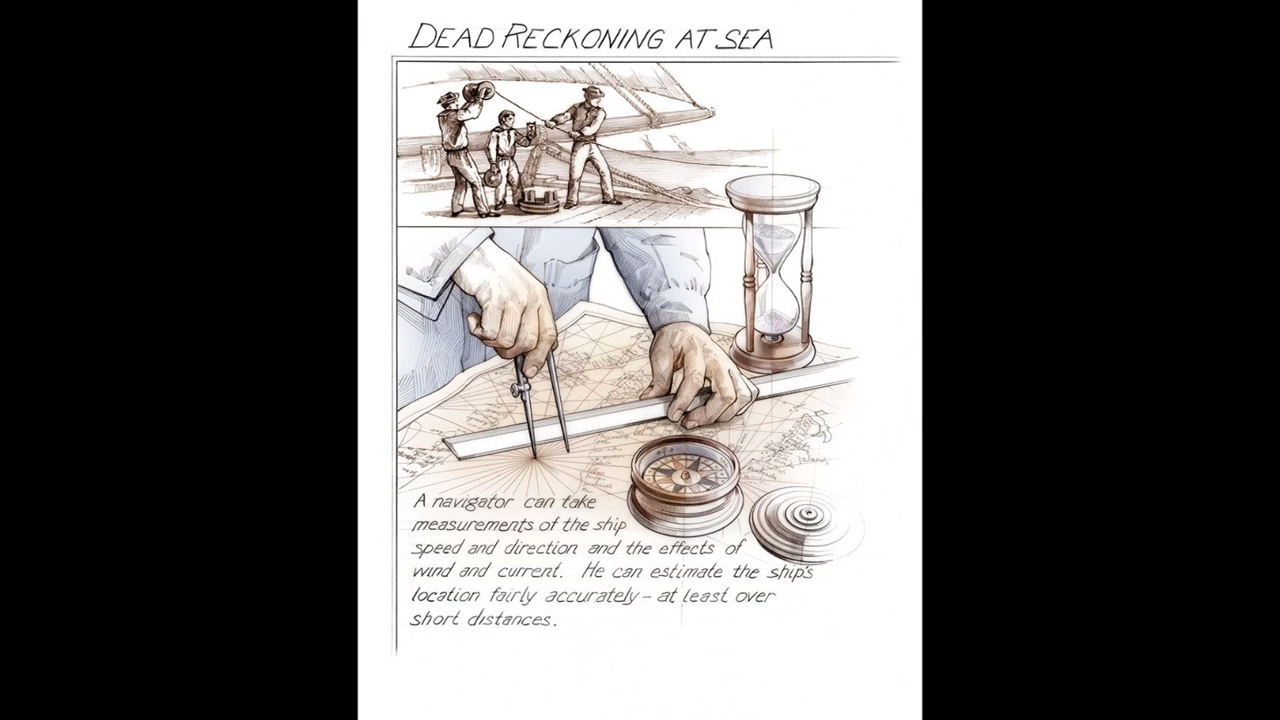 DEAD RECKONING AT SEA
A navigator can take
measurements of the ship
speed and direction and the effects of
wind and current. He can estimate the ship's
location fairly accurately – at least over
short distances.